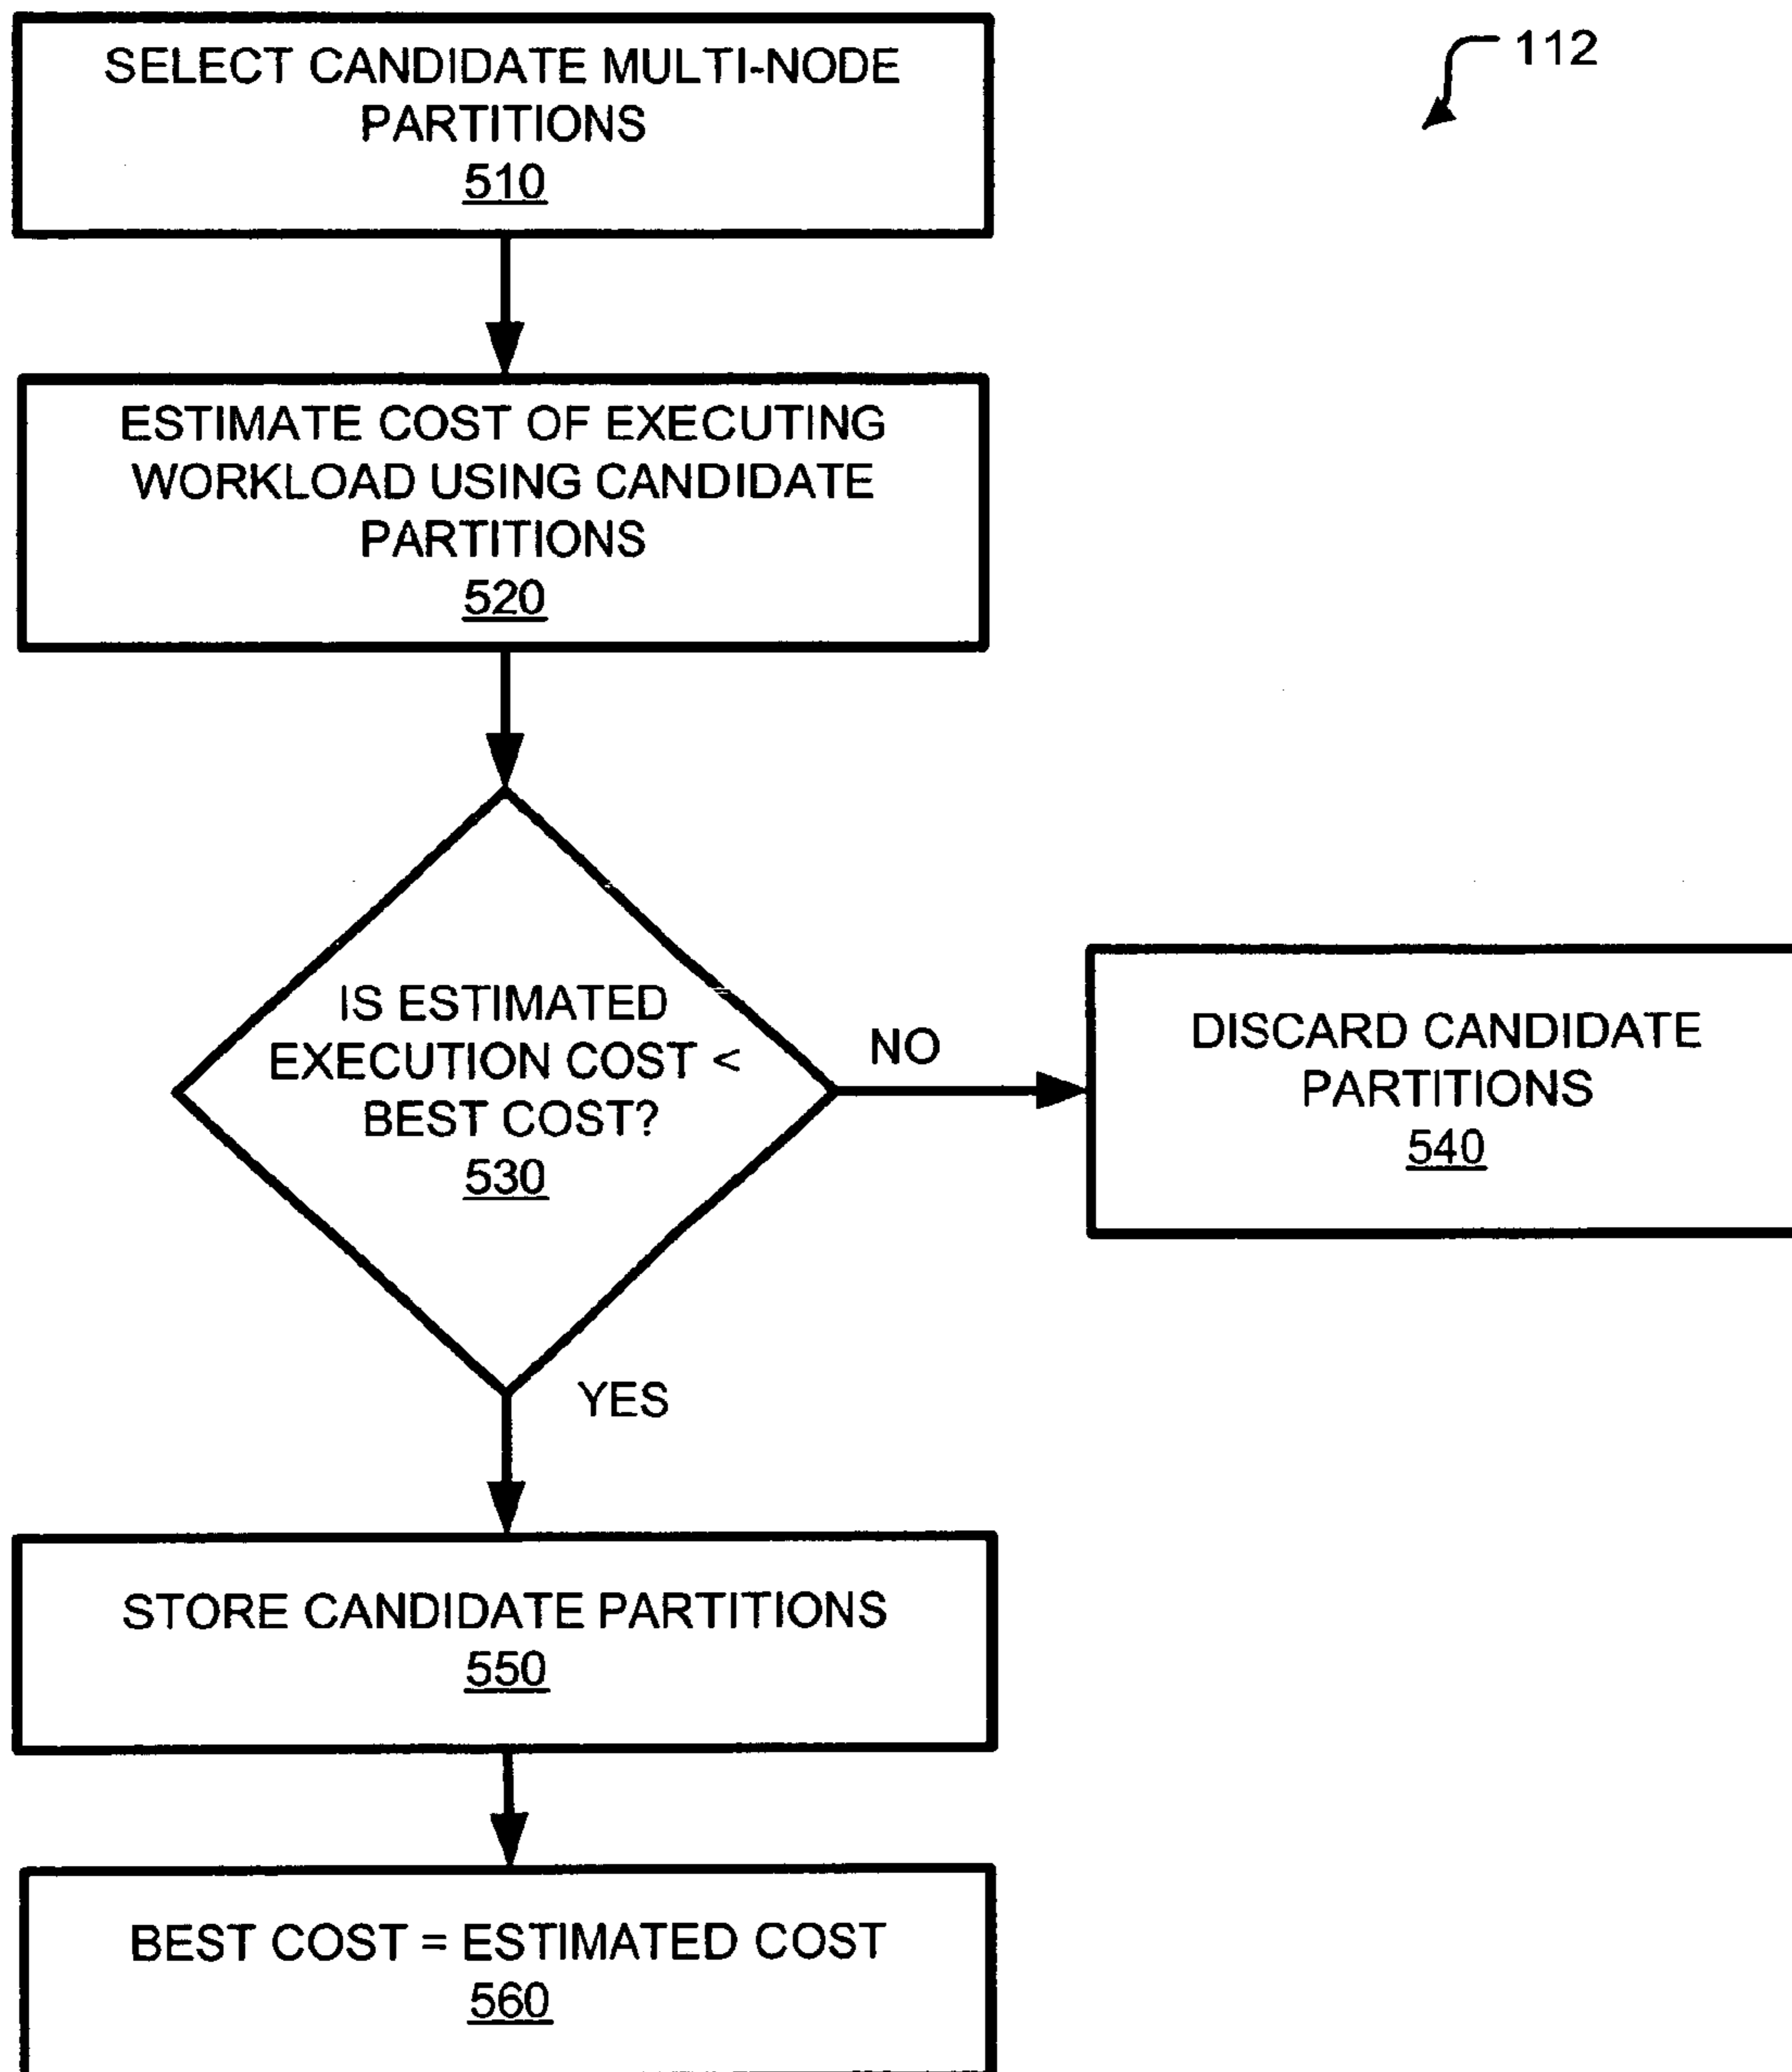 SELECT CANDIDATE MULTI-NODE
PARTITIONS
510
112
ESTIMATE COST OF EXECUTING
WORKLOAD USING CANDIDATE
PARTITIONS
520
IS ESTIMATED
EXECUTION COST <
BEST COST?
530
NO
DISCARD CANDIDATE
PARTITIONS
540
YES
STORE CANDIDATE PARTITIONS
550
BEST COST = ESTIMATED COST
560